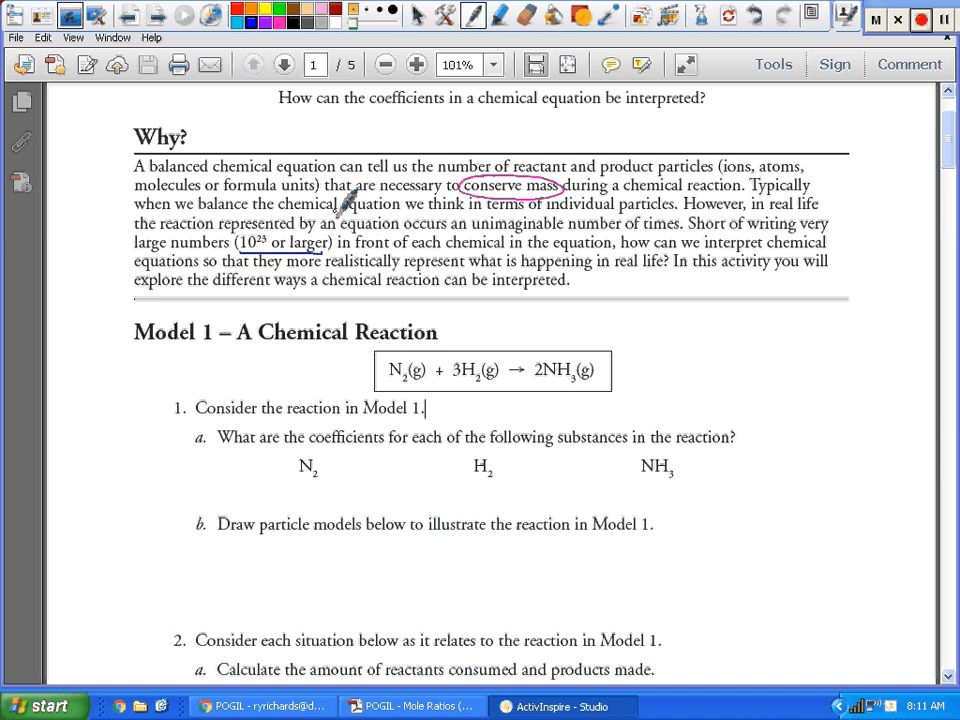 File Edit View Window Help
1 / 5 101% Tools Sign Comment
How can the coefficients in a chemical equation be interpreted?
Why?
A balanced chemical equation can tell us the number of reactant and product particles (ions, atoms,
molecules or formula units) that are necessary to conserve mass during a chemical reaction. Typically
when we balance the chemical equation we think in terms of individual particles. However, in real life
the reaction represented by an equation occurs an unimaginable number of times. Short of writing very
large numbers (10²³ or larger) in front of each chemical in the equation, how can we interpret chemical
equations so that they more realistically represent what is happening in real life? In this activity you will
explore the different ways a chemical reaction can be interpreted.
Model 1 – A Chemical Reaction
N₂(g) + 3H₂(g) → 2NH₃(g)
1. Consider the reaction in Model 1.
a. What are the coefficients for each of the following substances in the reaction?
N₂ H₂ NH₃
b. Draw particle models below to illustrate the reaction in Model 1.
2. Consider each situation below as it relates to the reaction in Model 1.
a. Calculate the amount of reactants consumed and products made.
start POGIL - ryrichards@d... POGIL - Mole Ratios (... ActivInspire - Studio 8:11 AM